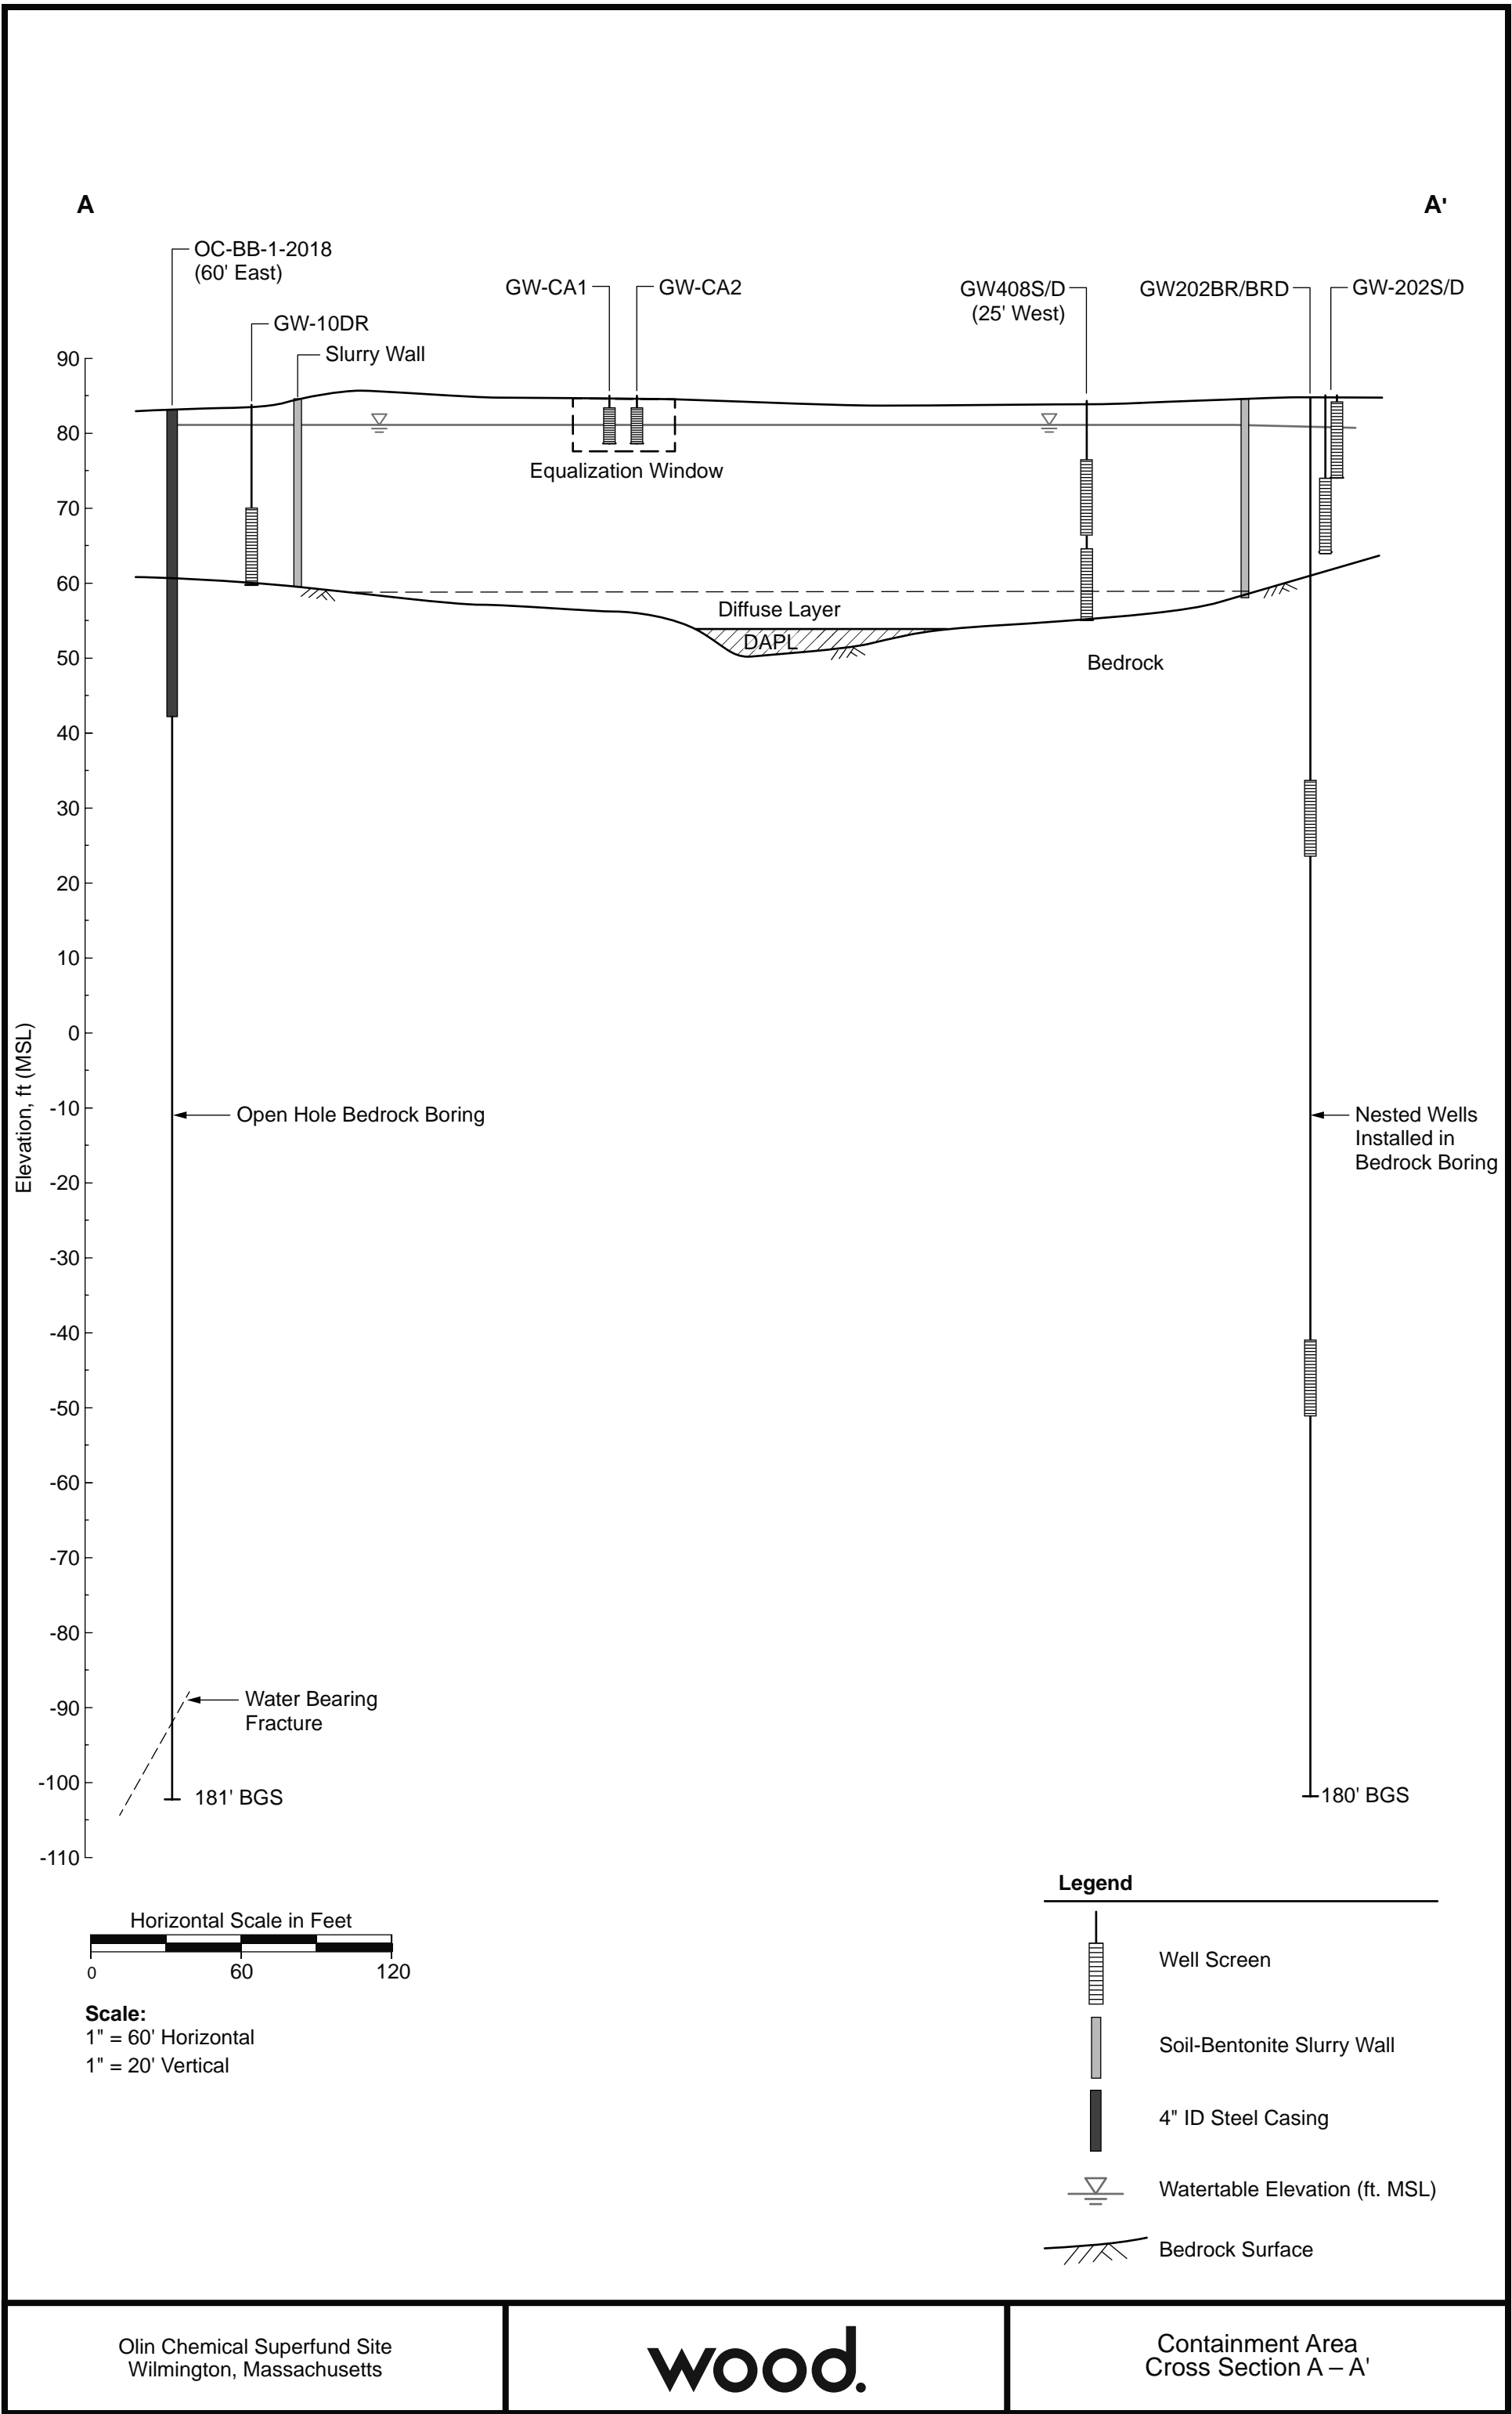 A
A'
OC-BB-1-2018
(60' East)
GW-CA1
GW-CA2
GW408S/D
(25' West)
GW202BR/BRD
GW-202S/D
GW-10DR
Slurry Wall
90
80
70
60
50
40
30
20
10
0
-10
-20
-30
-40
-50
-60
-70
-80
-90
-100
-110
Elevation, ft (MSL)
Equalization Window
Diffuse Layer
DAPL
Bedrock
Open Hole Bedrock Boring
Nested Wells
Installed in
Bedrock Boring
Water Bearing
Fracture
181' BGS
180' BGS
Horizontal Scale in Feet
0
60
120
Scale:
1" = 60' Horizontal
1" = 20' Vertical
Legend
Well Screen
Soil-Bentonite Slurry Wall
4" ID Steel Casing
Watertable Elevation (ft. MSL)
Bedrock Surface
Olin Chemical Superfund Site
Wilmington, Massachusetts
wood.
Containment Area
Cross Section A – A'